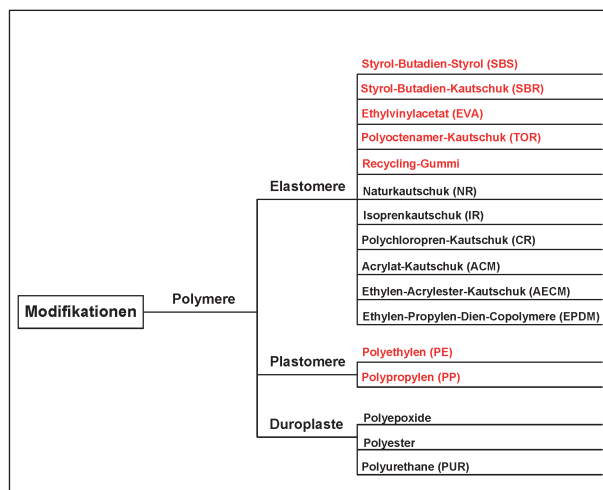 Styrol-Butadien-Styrol (SBS)
Styrol-Butadien-Kautschuk (SBR)
Ethylvinylacetat (EVA)
Polyoctenamer-Kautschuk (TOR)
Recycling-Gummi
Elastomere
Naturkautschuk (NR)
Isoprenkautschuk (IR)
Polychloropren-Kautschuk (CR)
Acrylat-Kautschuk (ACM)
Ethylen-Acrylester-Kautschuk (AECM)
Polymere
Modifikationen
Ethylen-Propylen-Dien-Copolymere (EPDM)
Polyethylen (PE)
Plastomere
Polypropylen (PP)
Polyepoxide
Duroplaste
Polyester
Polyurethane (PUR)